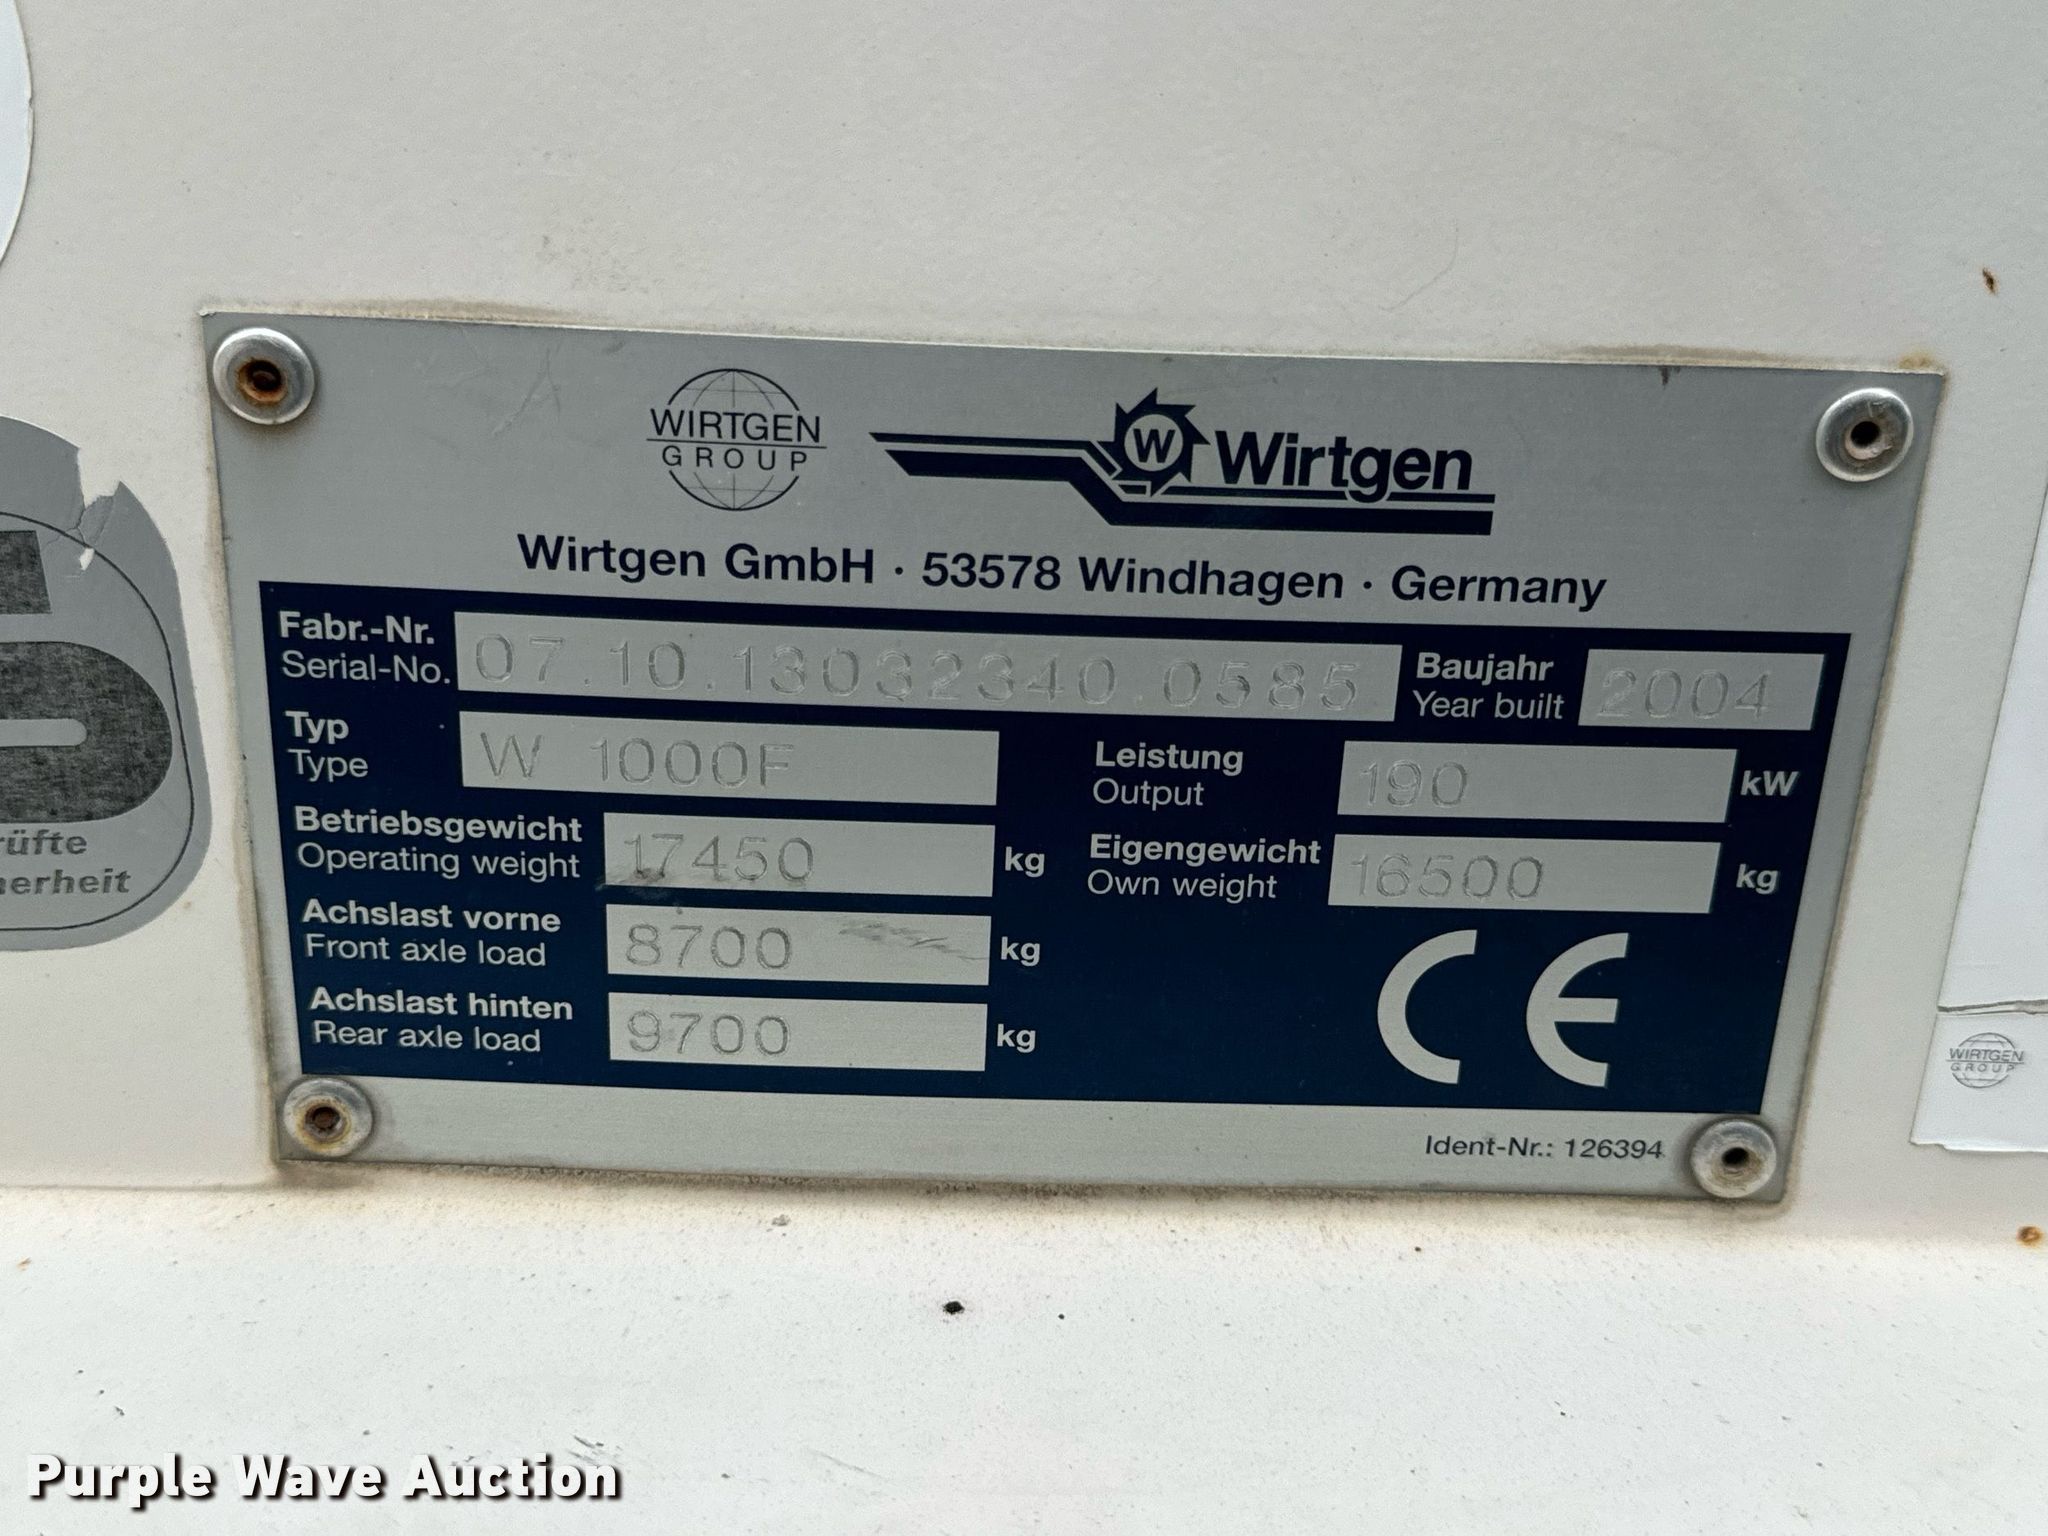 WIRTGEN
GROUP
W Wirtgen
Wirtgen GmbH · 53578 Windhagen · Germany
Fabr.-Nr.
Serial-No.
07.10.13032340.0585
Baujahr
Year built
2004
Typ
Type
W 1000F
Leistung
Output
190
kW
Betriebsgewicht
Operating weight
17450
kg
Eigengewicht
Own weight
16500
kg
Achslast vorne
Front axle load
8700
kg
Achslast hinten
Rear axle load
9700
kg
CE
Ident-Nr.: 126394
rüfte
herheit
WIRTGEN
GROUP
Purple Wave Auction